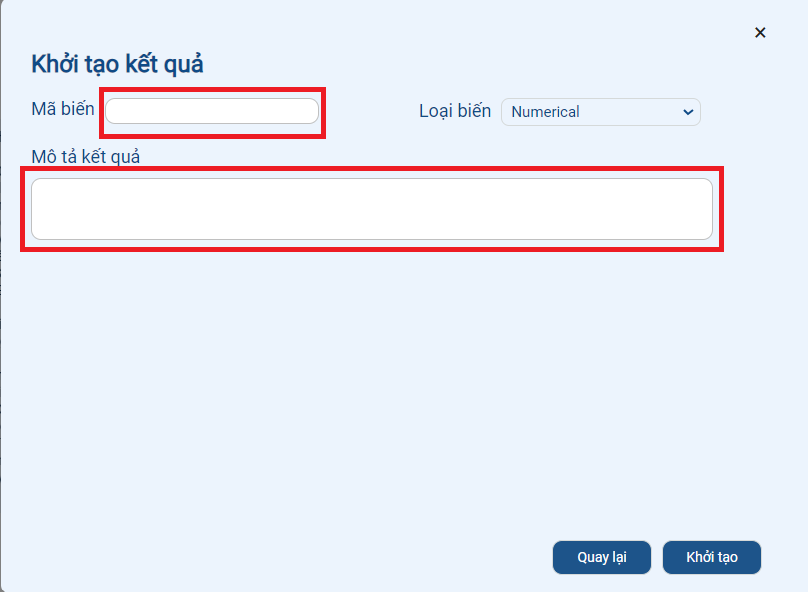 Khởi tạo kết quả
Mã biến
Loại biến Numerical
Mô tả kết quả
Quay lại Khởi tạo